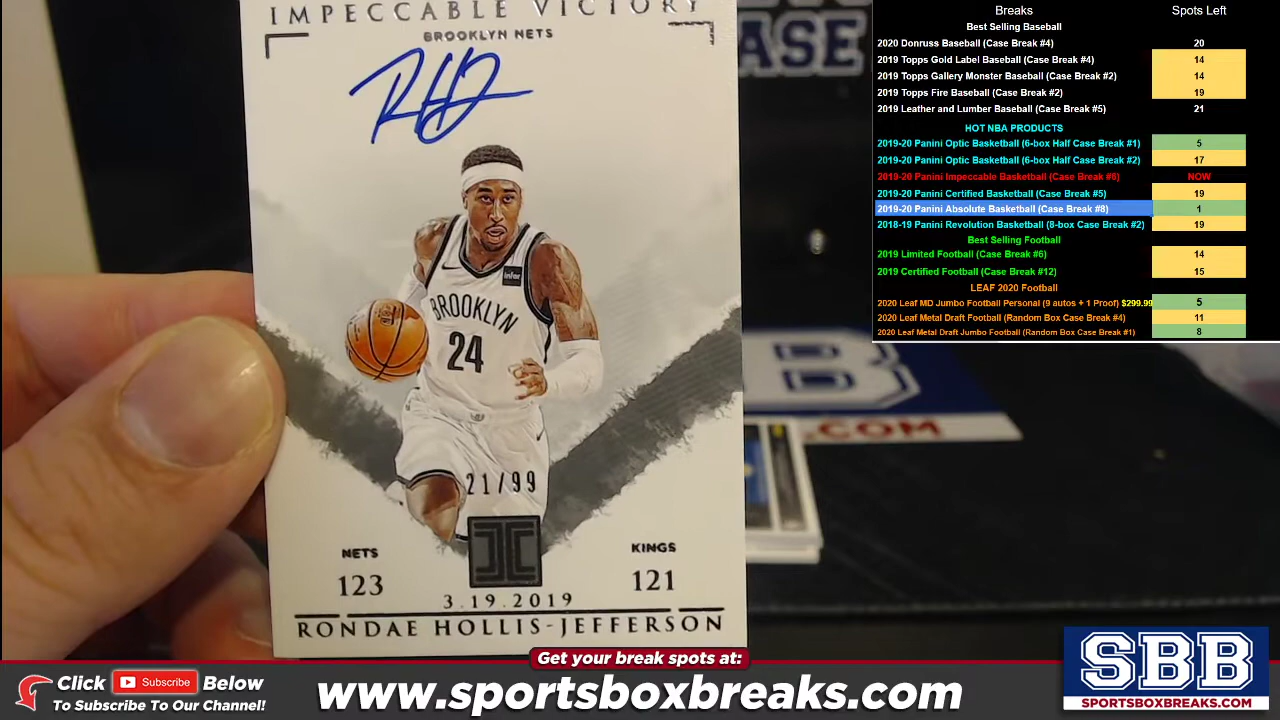 IMPECCABLE VICTORY
BROOKLYN NETS
infor
BROOKLYN
24
21/99
NETS
KINGS
123
121
3.19.2019
RONDAE HOLLIS-JEFFERSON
ASE
B
.COM
Breaks Spots Left
Best Selling Baseball
2020 Donruss Baseball (Case Break #4) 20
2019 Topps Gold Label Baseball (Case Break #4) 14
2019 Topps Gallery Monster Baseball (Case Break #2) 14
2019 Topps Fire Baseball (Case Break #2) 19
2019 Leather and Lumber Baseball (Case Break #5) 21
HOT NBA PRODUCTS
2019-20 Panini Optic Basketball (6-box Half Case Break #1) 5
2019-20 Panini Optic Basketball (6-box Half Case Break #2) 17
2019-20 Panini Impeccable Basketball (Case Break #6) NOW
2019-20 Panini Certified Basketball (Case Break #5) 19
2019-20 Panini Absolute Basketball (Case Break #8) 1
2018-19 Panini Revolution Basketball (8-box Case Break #2) 19
Best Selling Football
2019 Limited Football (Case Break #6) 14
2019 Certified Football (Case Break #12) 15
LEAF 2020 Football
2020 Leaf MD Jumbo Football Personal (9 autos + 1 Proof) $299.99 5
2020 Leaf Metal Draft Football (Random Box Case Break #4) 11
2020 Leaf Metal Draft Jumbo Football (Random Box Case Break #1) 8
Get your break spots at:
Click Subscribe Below
To Subscribe To Our Channel!
www.sportsboxbreaks.com
SBB
SPORTSBOXBREAKS.COM